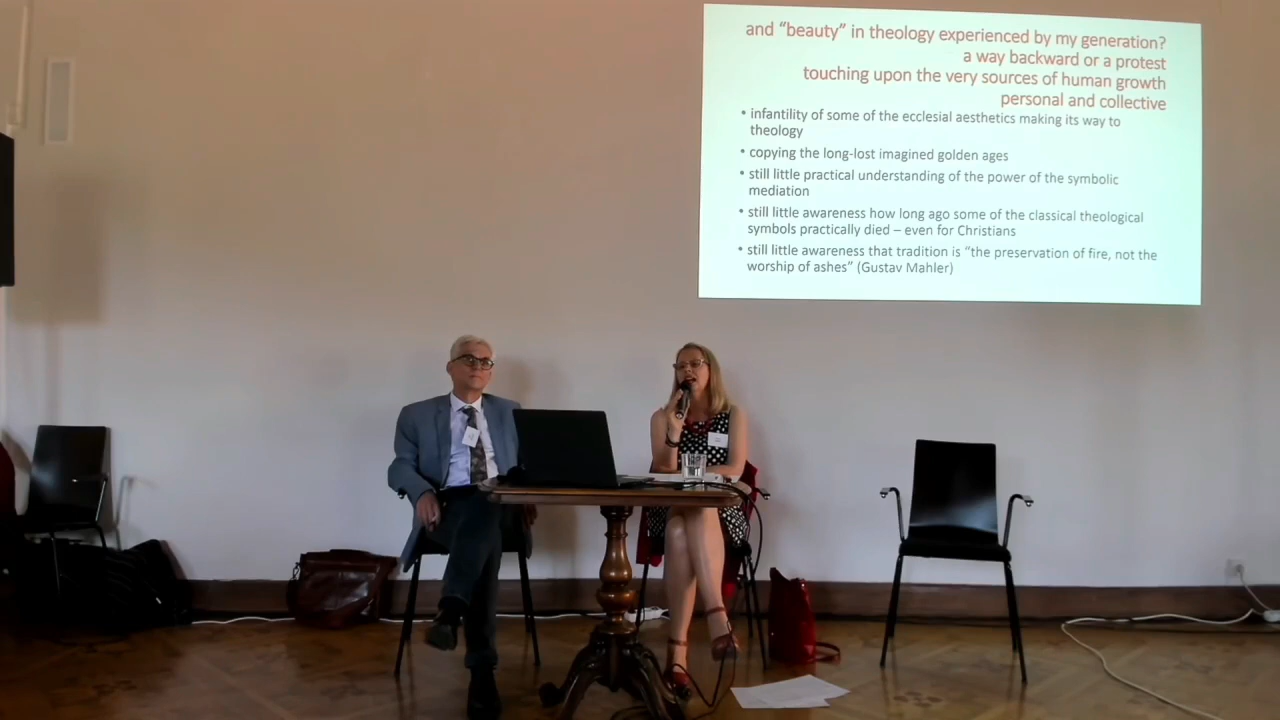 and “beauty” in theology experienced by my generation?
a way backward or a protest
touching upon the very sources of human growth
personal and collective
• infantility of some of the ecclesial aesthetics making its way to
theology
• copying the long-lost imagined golden ages
• still little practical understanding of the power of the symbolic
mediation
• still little awareness how long ago some of the classical theological
symbols practically died – even for Christians
• still little awareness that tradition is “the preservation of fire, not the
worship of ashes” (Gustav Mahler)